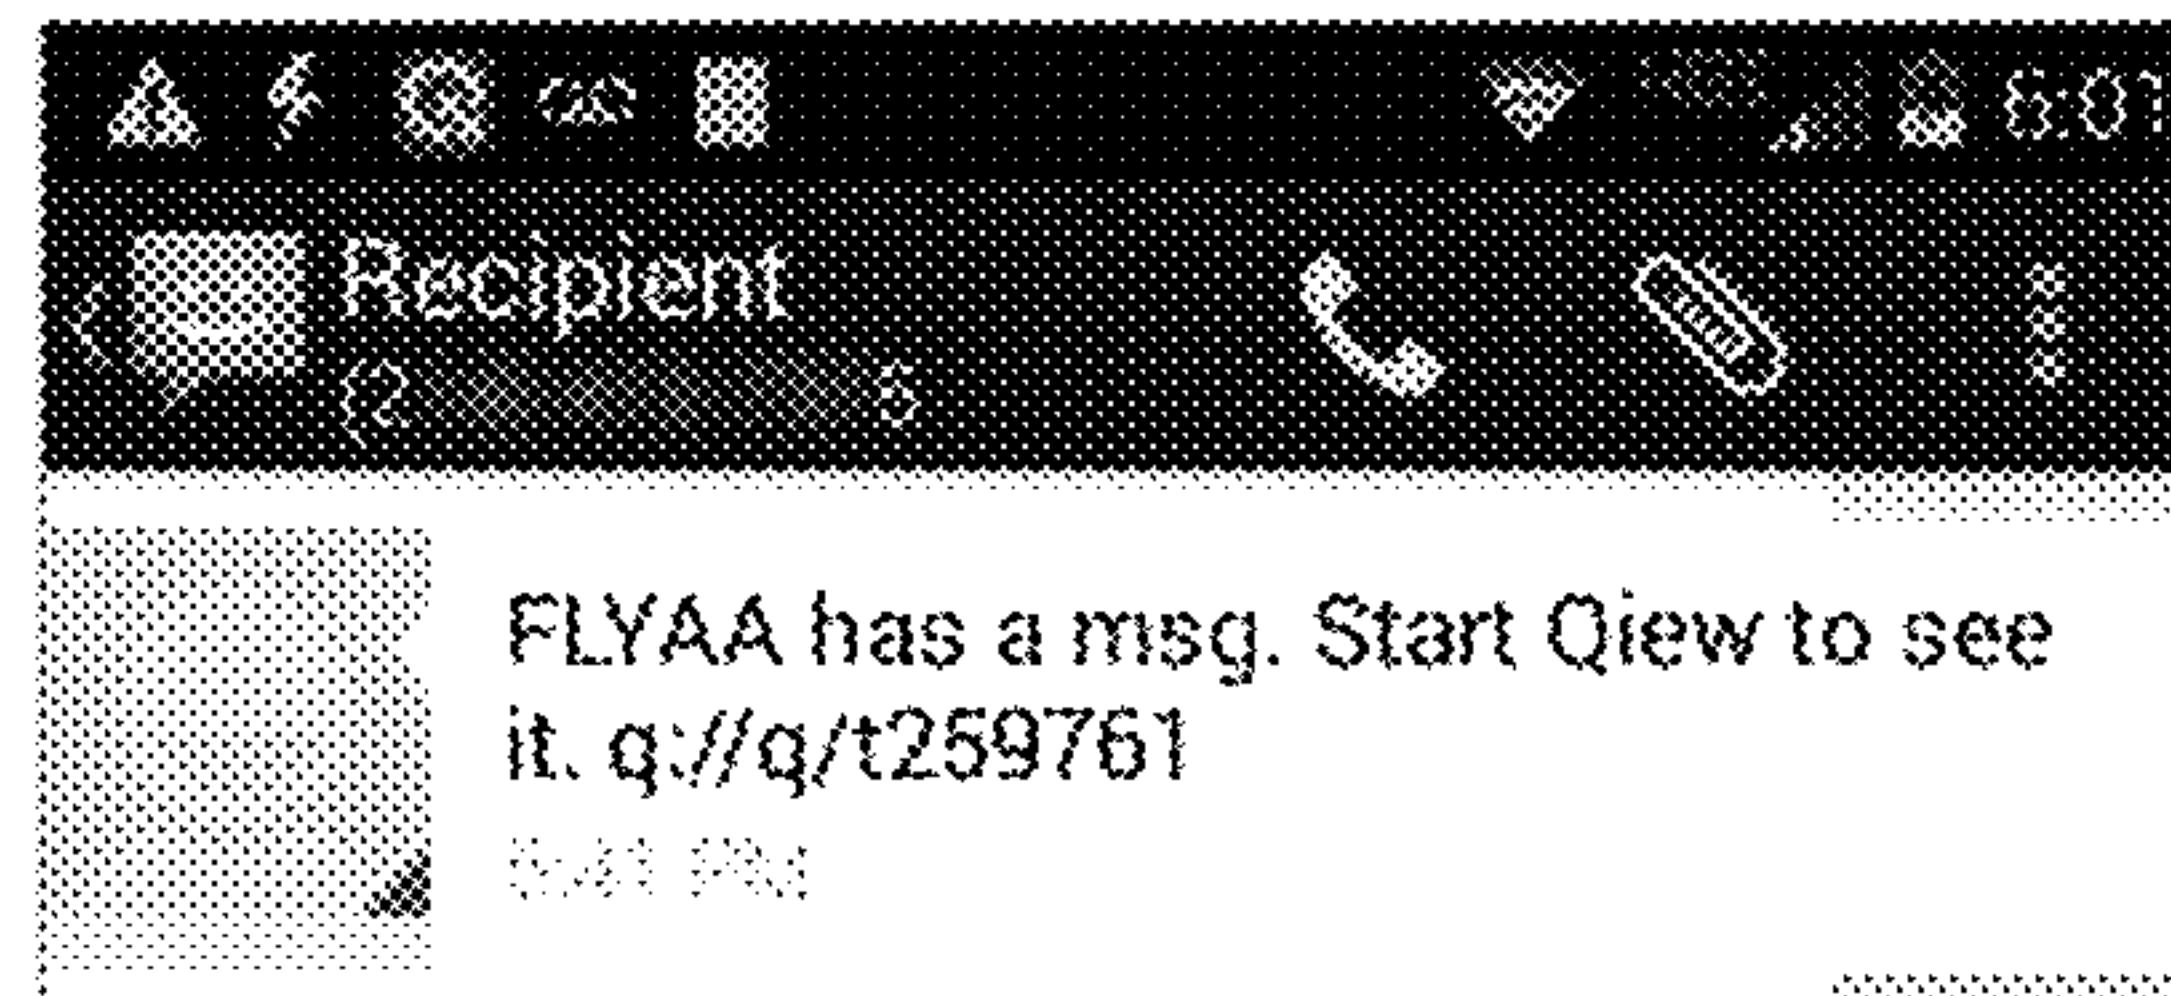 Recipient
FLYAA has a msg. Start Qiew to see
it. q://q/t259761